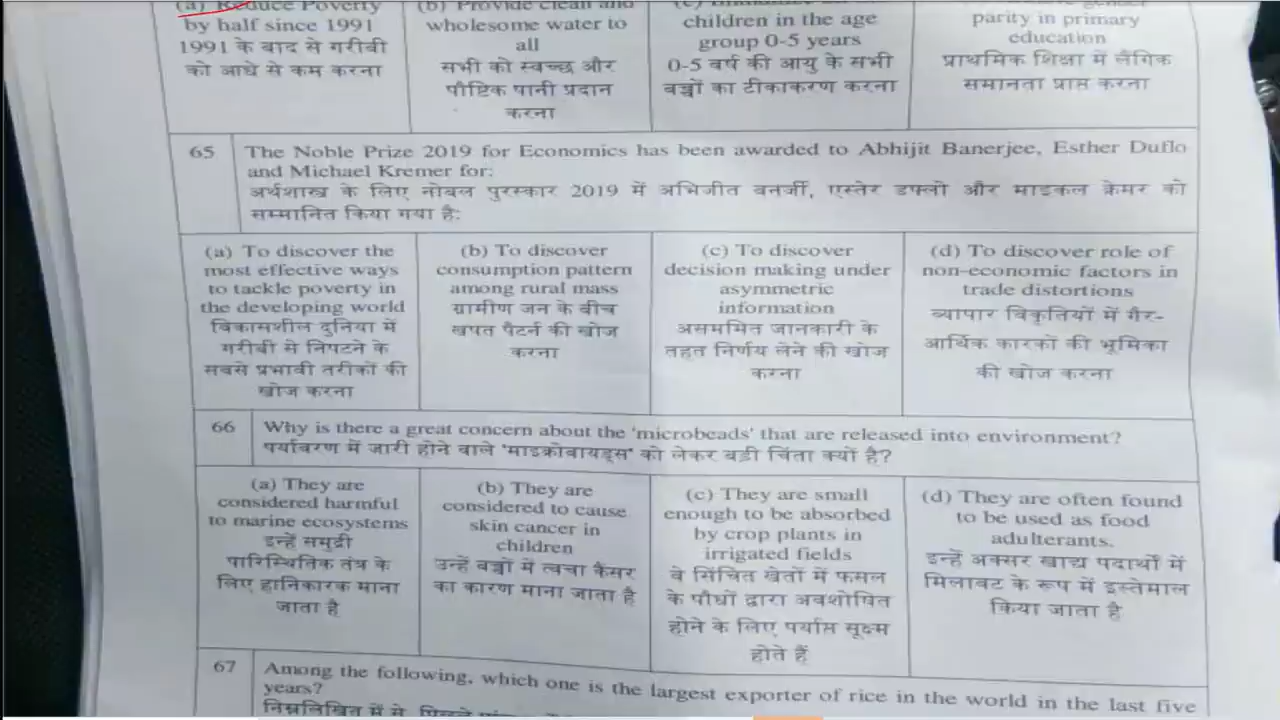 (a) Reduce Poverty
by half since 1991
1991 के बाद से गरीबी
को आधे से कम करना
(b) Provide clean and
wholesome water to
all
सभी को स्वच्छ और
पौष्टिक पानी प्रदान
करना
children in the age
group 0-5 years
0-5 वर्ष की आयु के सभी
बच्चों का टीकाकरण करना
parity in primary
education
प्राथमिक शिक्षा में लैंगिक
समानता प्राप्त करना
65 The Noble Prize 2019 for Economics has been awarded to Abhijit Banerjee, Esther Duflo
and Michael Kremer for:
अर्थशास्त्र के लिए नोबल पुरस्कार 2019 में अभिजीत बनर्जी, एस्तेर डफ्लो और माइकल क्रेमर को
सम्मानित किया गया है:
(a) To discover the
most effective ways
to tackle poverty in
the developing world
विकासशील दुनिया में
गरीबी से निपटने के
सबसे प्रभावी तरीकों की
खोज करना
(b) To discover
consumption pattern
among rural mass
ग्रामीण जन के बीच
खपत पैटर्न की खोज
करना
(c) To discover
decision making under
asymmetric
information
असममित जानकारी के
तहत निर्णय लेने की खोज
करना
(d) To discover role of
non-economic factors in
trade distortions
व्यापार विकृतियों में गैर-
आर्थिक कारकों की भूमिका
की खोज करना
66 Why is there a great concern about the 'microbeads' that are released into environment?
पर्यावरण में जारी होने वाले 'माइक्रोबायड्स' को लेकर बड़ी चिंता क्यों है?
(a) They are
considered harmful
to marine ecosystems
इन्हें समुद्री
पारिस्थितिक तंत्र के
लिए हानिकारक माना
जाता है
(b) They are
considered to cause
skin cancer in
children
उन्हें बच्चों में त्वचा कैंसर
का कारण माना जाता है
(c) They are small
enough to be absorbed
by crop plants in
irrigated fields
वे सिंचित खेतों में फसल
के पौधों द्वारा अवशोषित
होने के लिए पर्याप्त सूक्ष्म
होते हैं
(d) They are often found
to be used as food
adulterants.
इन्हें अक्सर खाद्य पदार्थों में
मिलावट के रूप में इस्तेमाल
किया जाता है
67 Among the following, which one is the largest exporter of rice in the world in the last five
years?
निम्नलिखित में से